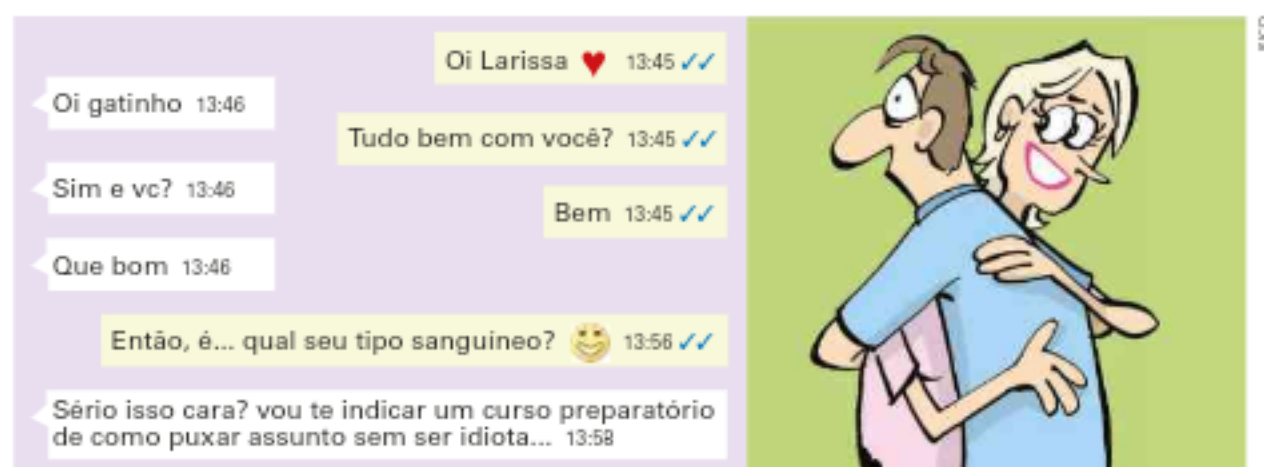 Oi Larissa ♥ 13:45 ✓✓
Oi gatinho 13:46
Tudo bem com você? 13:45 ✓✓
Sim e vc? 13:46
Bem 13:45 ✓✓
Que bom 13:46
Então, é... qual seu tipo sanguíneo? 13:56 ✓✓
Sério isso cara? vou te indicar um curso preparatório
de como puxar assunto sem ser idiota... 13:58